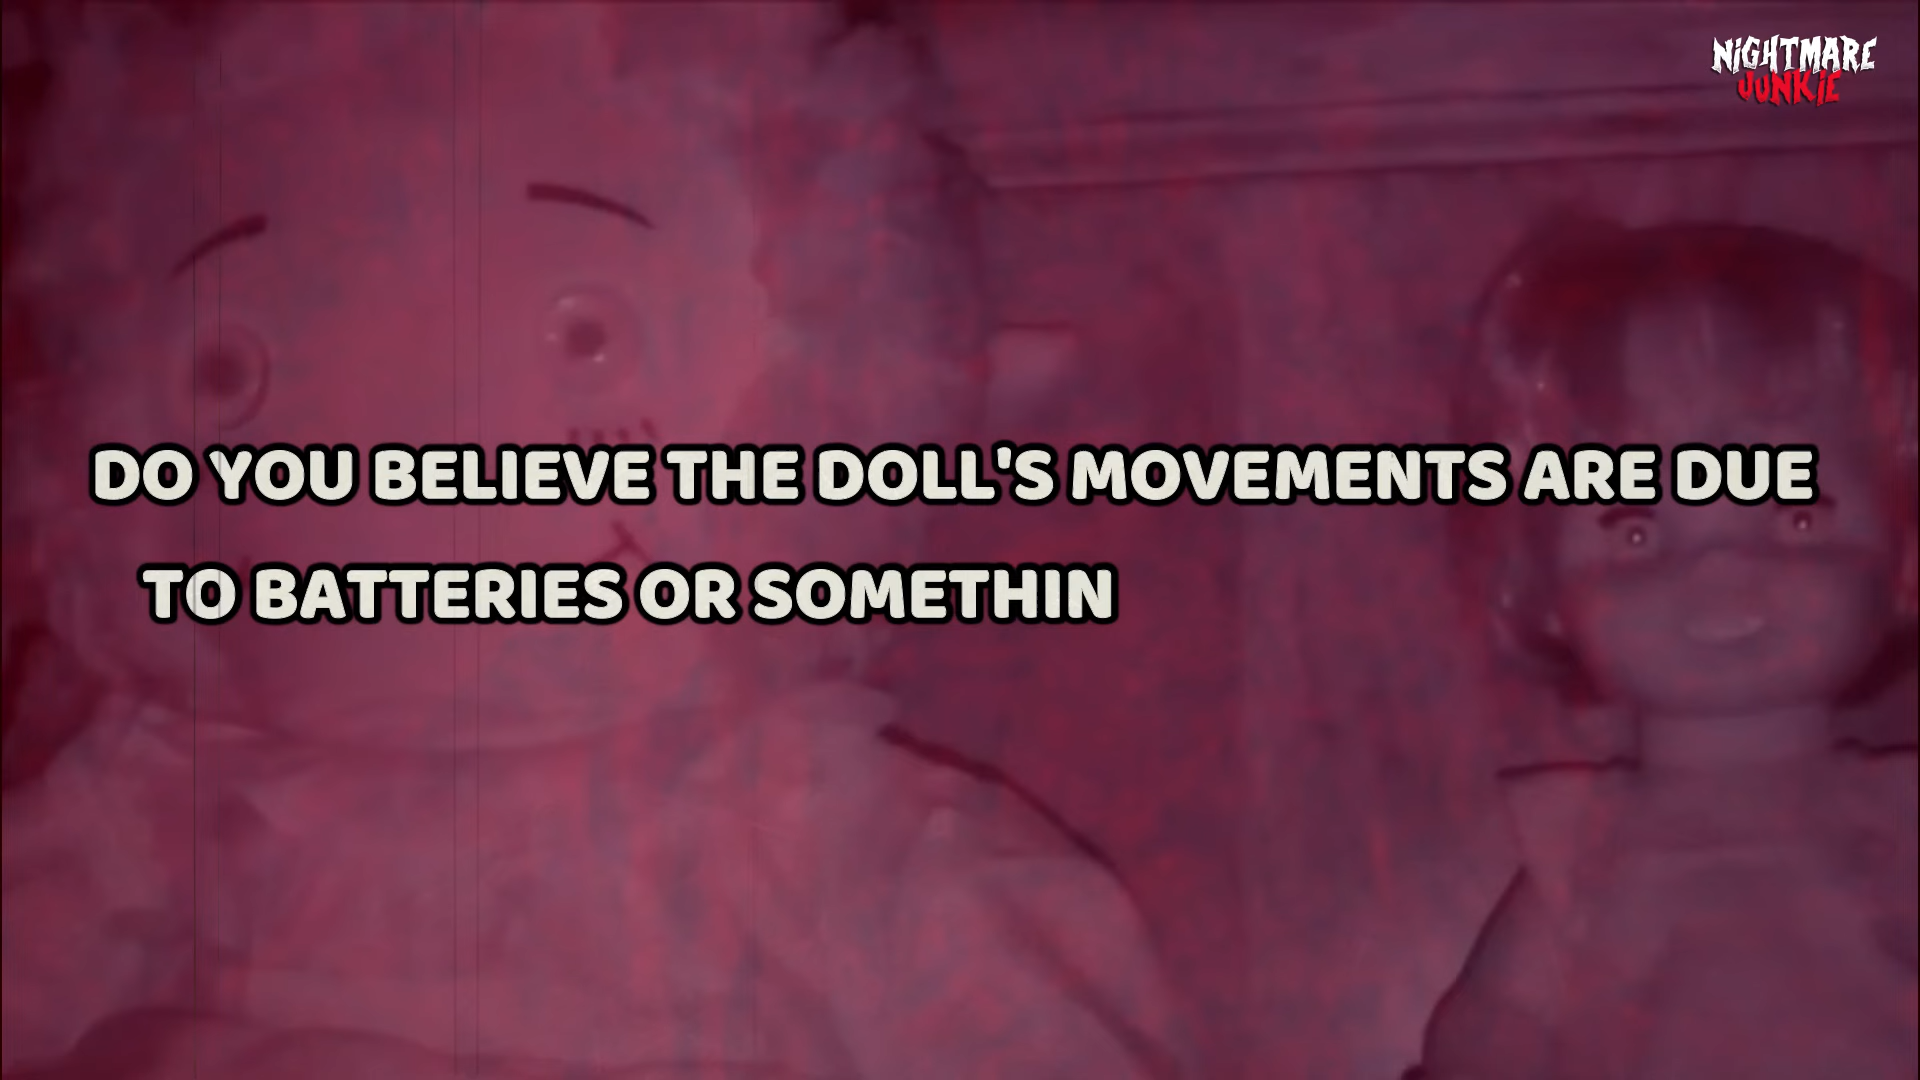 NIGHTMARE
JUNKIE
DO YOU BELIEVE THE DOLL'S MOVEMENTS ARE DUE
TO BATTERIES OR SOMETHIN